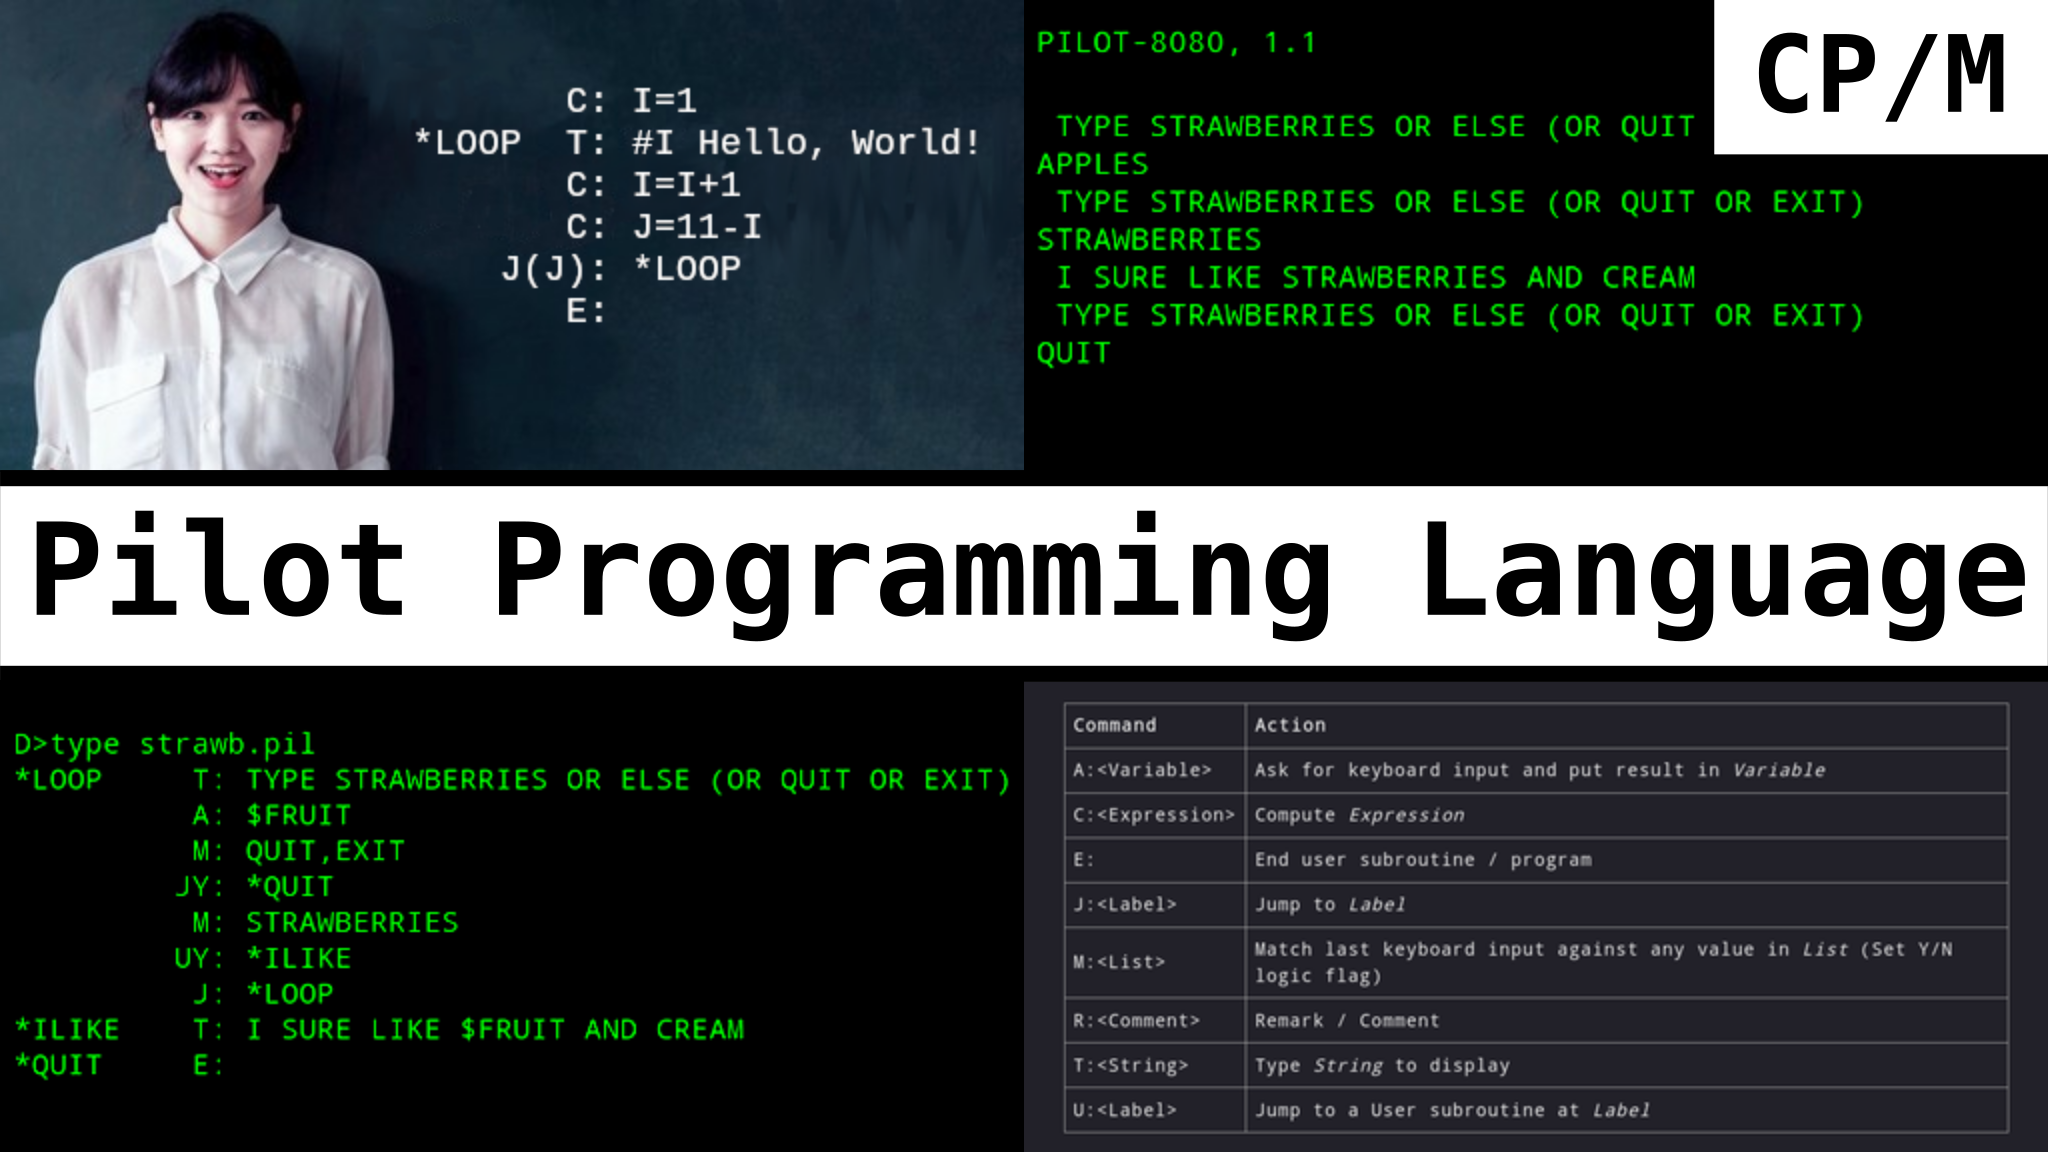 C: I=1
*LOOP T: #I Hello, World!
C: I=I+1
C: J=11-I
J(J): *LOOP
E:
PILOT-8080, 1.1
TYPE STRAWBERRIES OR ELSE (OR QUIT
APPLES
TYPE STRAWBERRIES OR ELSE (OR QUIT OR EXIT)
STRAWBERRIES
I SURE LIKE STRAWBERRIES AND CREAM
TYPE STRAWBERRIES OR ELSE (OR QUIT OR EXIT)
QUIT
CP/M
Pilot Programming Language
D>type strawb.pil
*LOOP T: TYPE STRAWBERRIES OR ELSE (OR QUIT OR EXIT)
A: $FRUIT
M: QUIT,EXIT
JY: *QUIT
M: STRAWBERRIES
UY: *ILIKE
J: *LOOP
*ILIKE T: I SURE LIKE $FRUIT AND CREAM
*QUIT E:
Command Action
A:<Variable> Ask for keyboard input and put result in Variable
C:<Expression> Compute Expression
E: End user subroutine / program
J:<Label> Jump to Label
M:<List> Match last keyboard input against any value in List (Set Y/N
logic flag)
R:<Comment> Remark / Comment
T:<String> Type String to display
U:<Label> Jump to a User subroutine at Label